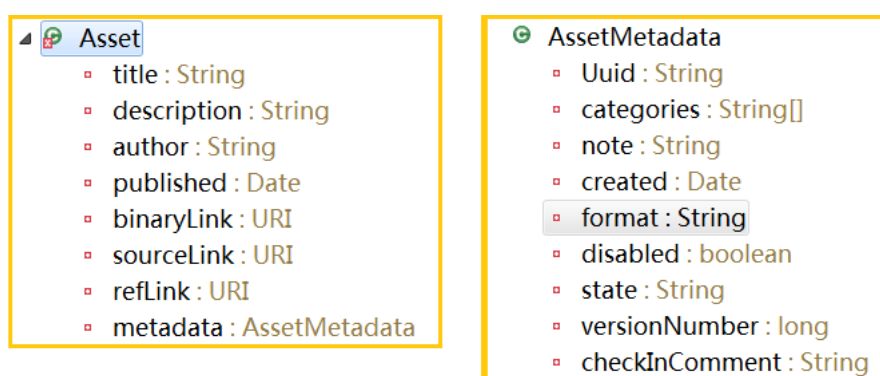 Asset
title : String
description : String
author : String
published : Date
binaryLink : URI
sourceLink : URI
refLink : URI
metadata : AssetMetadata
AssetMetadata
Uuid : String
categories : String[]
note : String
created : Date
format : String
disabled : boolean
state : String
versionNumber : long
checkInComment : String